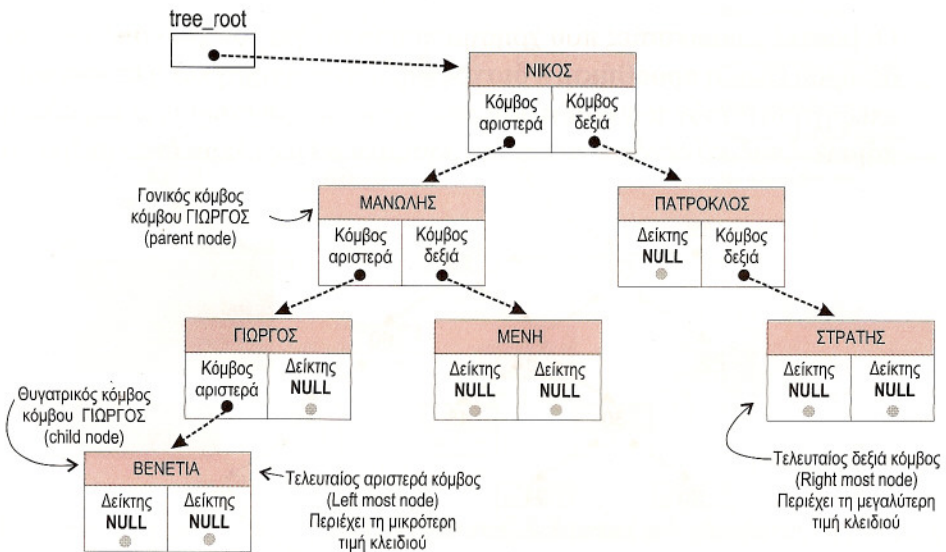 tree_root
ΝΙΚΟΣ
Κόμβος αριστερά
Κόμβος δεξιά
Γονικός κόμβος
κόμβου ΓΙΩΡΓΟΣ
(parent node)
ΜΑΝΩΛΗΣ
Κόμβος αριστερά
Κόμβος δεξιά
ΠΑΤΡΟΚΛΟΣ
Δείκτης NULL
Κόμβος δεξιά
ΓΙΩΡΓΟΣ
Κόμβος αριστερά
Δείκτης NULL
ΜΕΝΗ
Δείκτης NULL
Δείκτης NULL
ΣΤΡΑΤΗΣ
Δείκτης NULL
Δείκτης NULL
Θυγατρικός κόμβος
κόμβου ΓΙΩΡΓΟΣ
(child node)
ΒΕΝΕΤΙΑ
Δείκτης NULL
Δείκτης NULL
Τελευταίος αριστερά κόμβος
(Left most node)
Περιέχει τη μικρότερη
τιμή κλειδιού
Τελευταίος δεξιά κόμβος
(Right most node)
Περιέχει τη μεγαλύτερη
τιμή κλειδιού